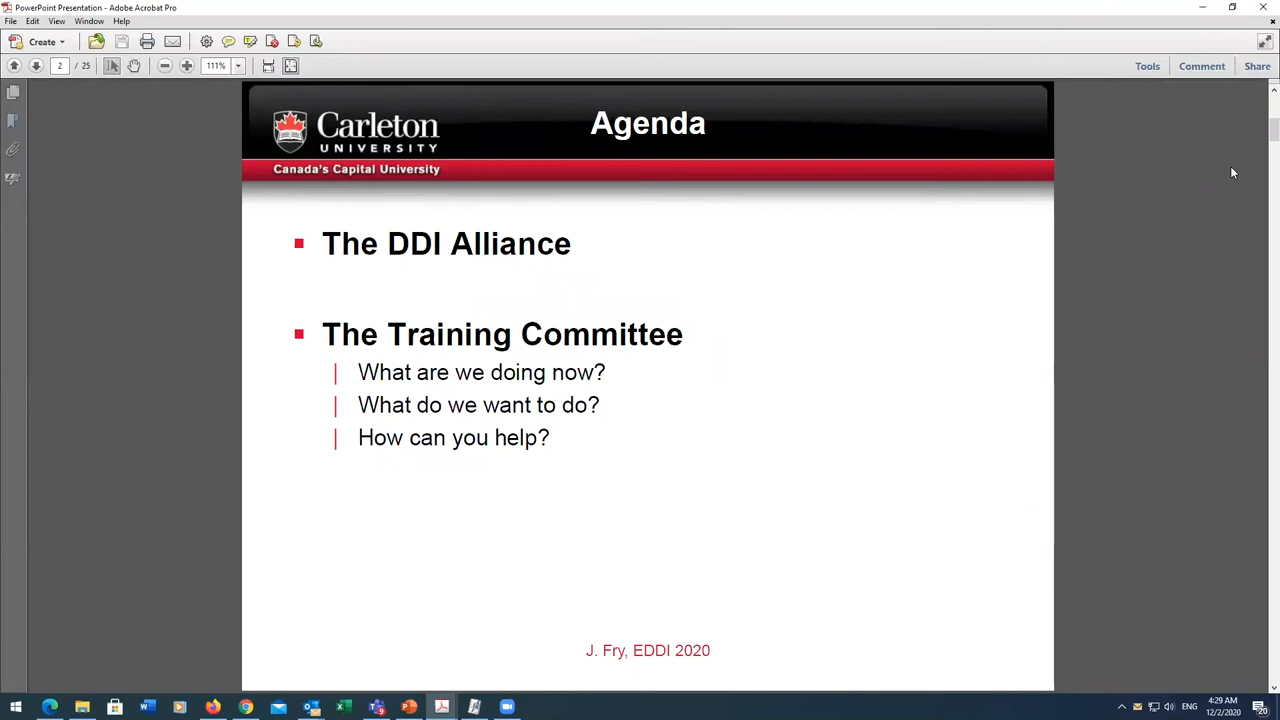 PowerPoint Presentation - Adobe Acrobat Pro
File Edit View Window Help
Create
2 / 25 111% Tools Comment Share
Carleton
UNIVERSITY
Agenda
Canada's Capital University
The DDI Alliance
The Training Committee
What are we doing now?
What do we want to do?
How can you help?
J. Fry, EDDI 2020
ENG 4:29 AM
12/2/2020 20